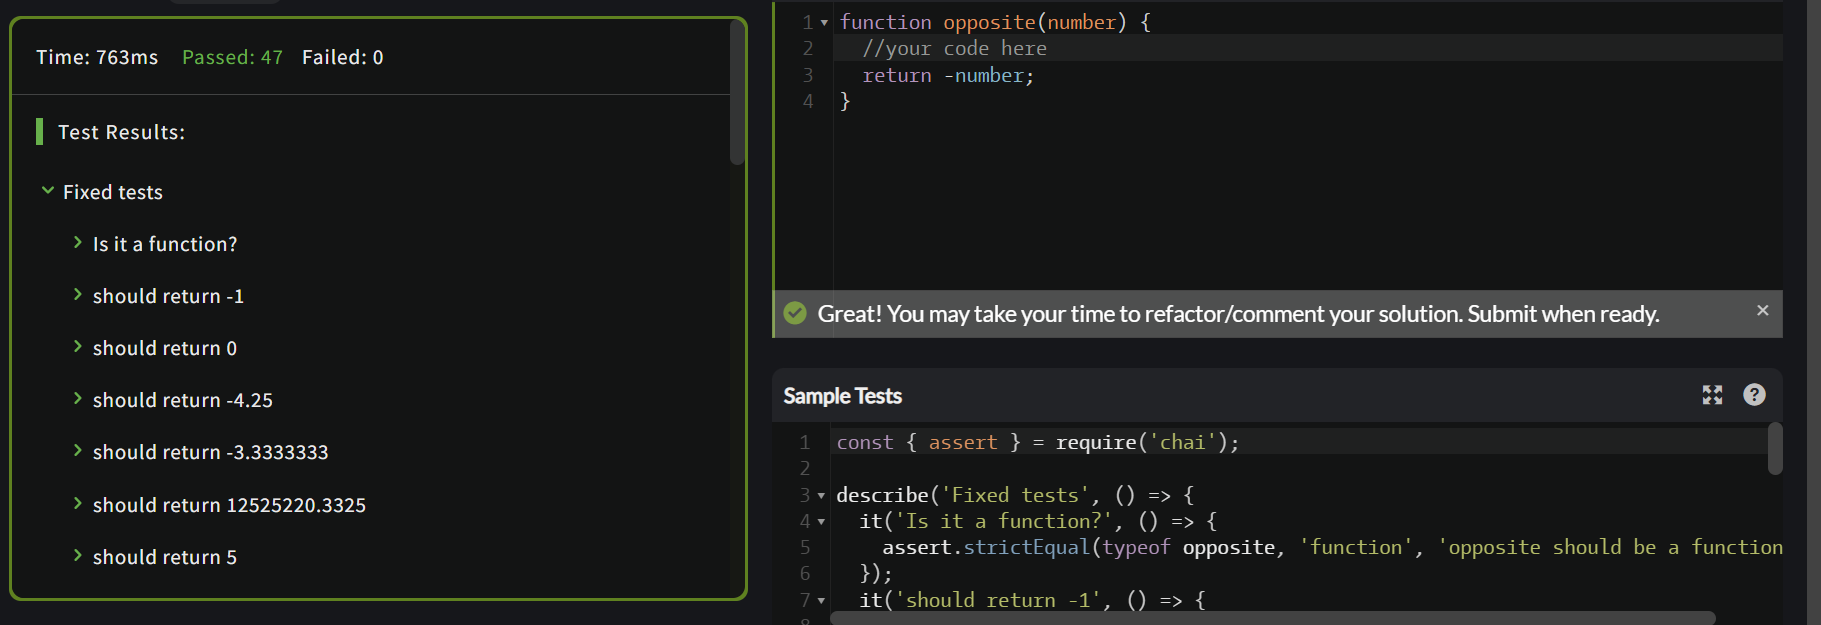 Time: 763ms Passed: 47 Failed: 0
Test Results:
Fixed tests
Is it a function?
should return -1
should return 0
should return -4.25
should return -3.3333333
should return 12525220.3325
should return 5
1 function opposite(number) {
2 //your code here
3 return -number;
4 }
Great! You may take your time to refactor/comment your solution. Submit when ready.
Sample Tests
1 const { assert } = require('chai');
2
3 describe('Fixed tests', () => {
4 it('Is it a function?', () => {
5 assert.strictEqual(typeof opposite, 'function', 'opposite should be a function
6 });
7 it('should return -1', () => {